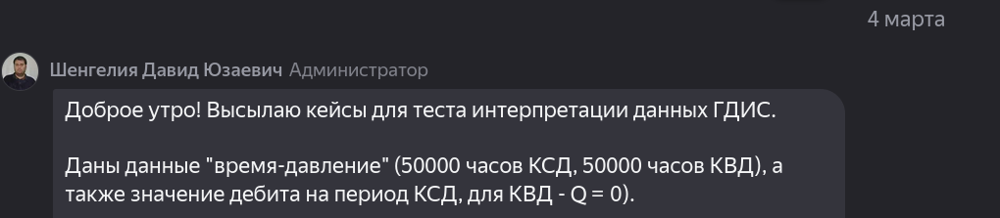 4 марта
Шенгелия Давид Юзаевич Администратор
Доброе утро! Высылаю кейсы для теста интерпретации данных ГДИС.
Даны данные "время-давление" (50000 часов КСД, 50000 часов КВД), а
также значение дебита на период КСД, для КВД - Q = 0).